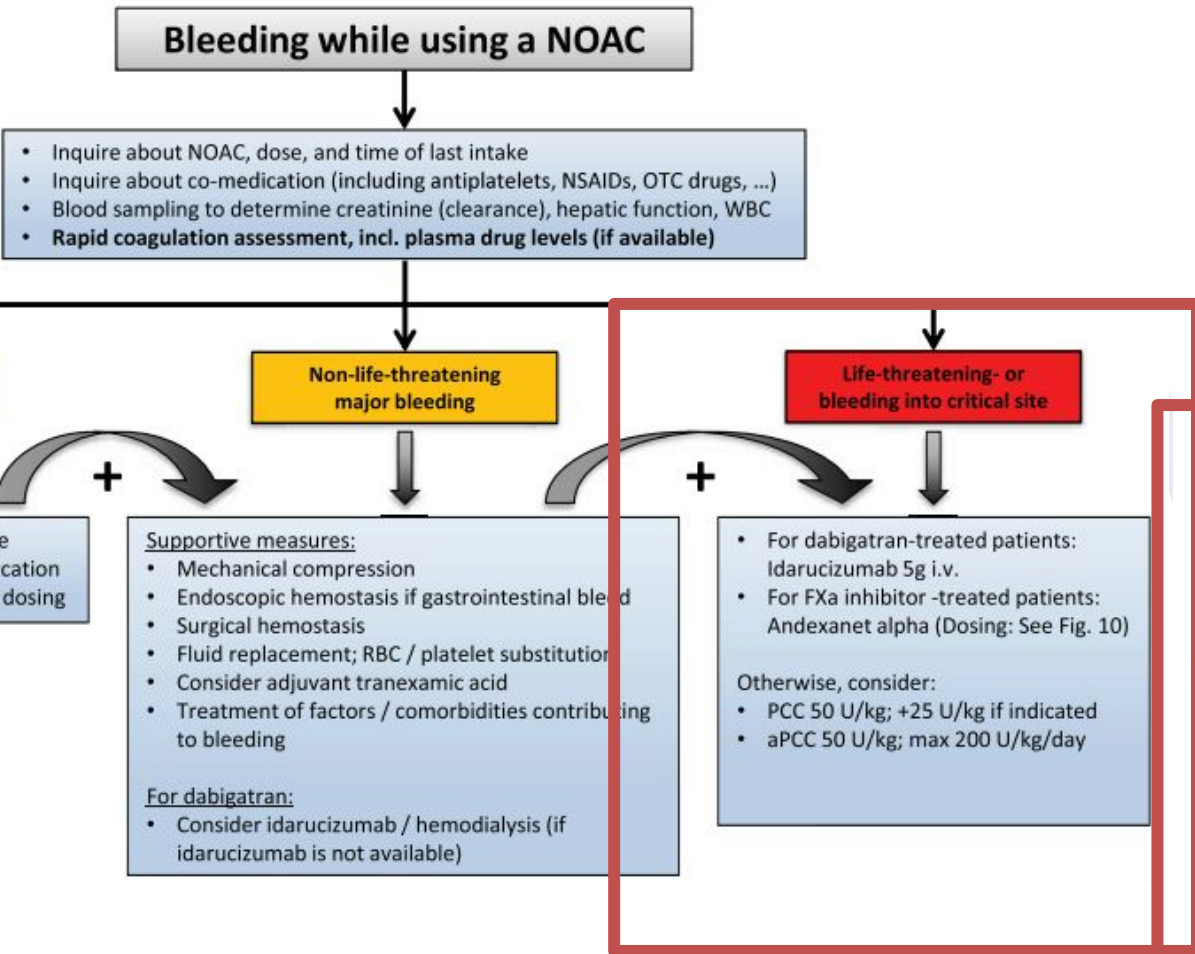 Bleeding while using a NOAC
• Inquire about NOAC, dose, and time of last intake
• Inquire about co-medication (including antiplatelets, NSAIDs, OTC drugs, ...)
• Blood sampling to determine creatinine (clearance), hepatic function, WBC
• Rapid coagulation assessment, incl. plasma drug levels (if available)
Non-life-threatening
major bleeding
Life-threatening- or
bleeding into critical site
+
+
e
cation
dosing
Supportive measures:
• Mechanical compression
• Endoscopic hemostasis if gastrointestinal bleed
• Surgical hemostasis
• Fluid replacement; RBC / platelet substitution
• Consider adjuvant tranexamic acid
• Treatment of factors / comorbidities contributing
to bleeding
For dabigatran:
• Consider idarucizumab / hemodialysis (if
idarucizumab is not available)
• For dabigatran-treated patients:
Idarucizumab 5g i.v.
• For FXa inhibitor -treated patients:
Andexanet alpha (Dosing: See Fig. 10)
Otherwise, consider:
• PCC 50 U/kg; +25 U/kg if indicated
• aPCC 50 U/kg; max 200 U/kg/day